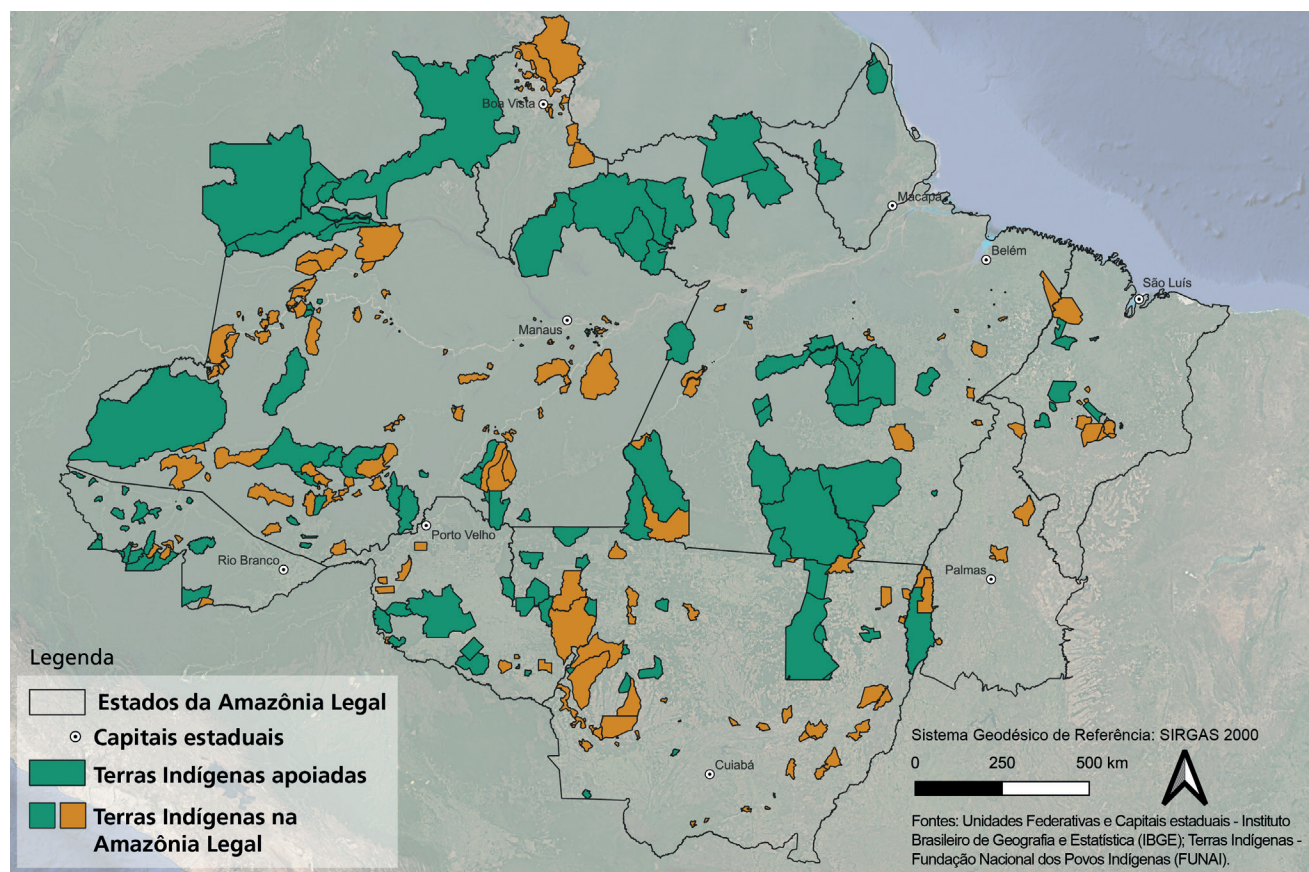 Boa Vista
Macapá
Belém
São Luís
Manaus
Porto Velho
Rio Branco
Palmas
Cuiabá
Legenda
Estados da Amazônia Legal
Capitais estaduais
Terras Indígenas apoiadas
Terras Indígenas na
Amazônia Legal
Sistema Geodésico de Referência: SIRGAS 2000
0 250 500 km
Fontes: Unidades Federativas e Capitais estaduais - Instituto
Brasileiro de Geografia e Estatística (IBGE); Terras Indígenas -
Fundação Nacional dos Povos Indígenas (FUNAI).